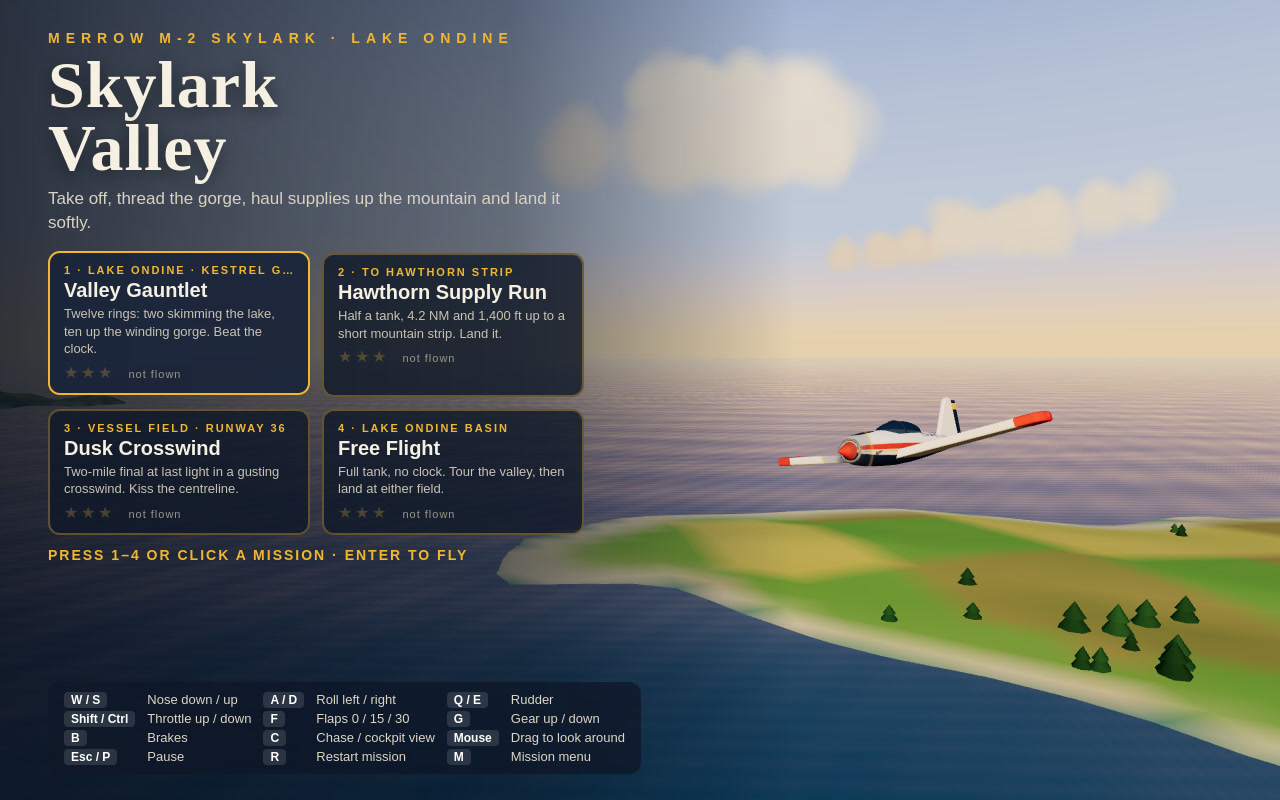 MERROW M-2 SKYLARK · LAKE ONDINE
Skylark
Valley
Take off, thread the gorge, haul supplies up the mountain and land it
softly.
1 · LAKE ONDINE · KESTREL G…
Valley Gauntlet
Twelve rings: two skimming the lake,
ten up the winding gorge. Beat the
clock.
★★★ not flown
2 · TO HAWTHORN STRIP
Hawthorn Supply Run
Half a tank, 4.2 NM and 1,400 ft up to a
short mountain strip. Land it.
★★★ not flown
3 · VESSEL FIELD · RUNWAY 36
Dusk Crosswind
Two-mile final at last light in a gusting
crosswind. Kiss the centreline.
★★★ not flown
4 · LAKE ONDINE BASIN
Free Flight
Full tank, no clock. Tour the valley, then
land at either field.
★★★ not flown
PRESS 1–4 OR CLICK A MISSION · ENTER TO FLY
W / S Nose down / up A / D Roll left / right Q / E Rudder
Shift / Ctrl Throttle up / down F Flaps 0 / 15 / 30 G Gear up / down
B Brakes C Chase / cockpit view Mouse Drag to look around
Esc / P Pause R Restart mission M Mission menu